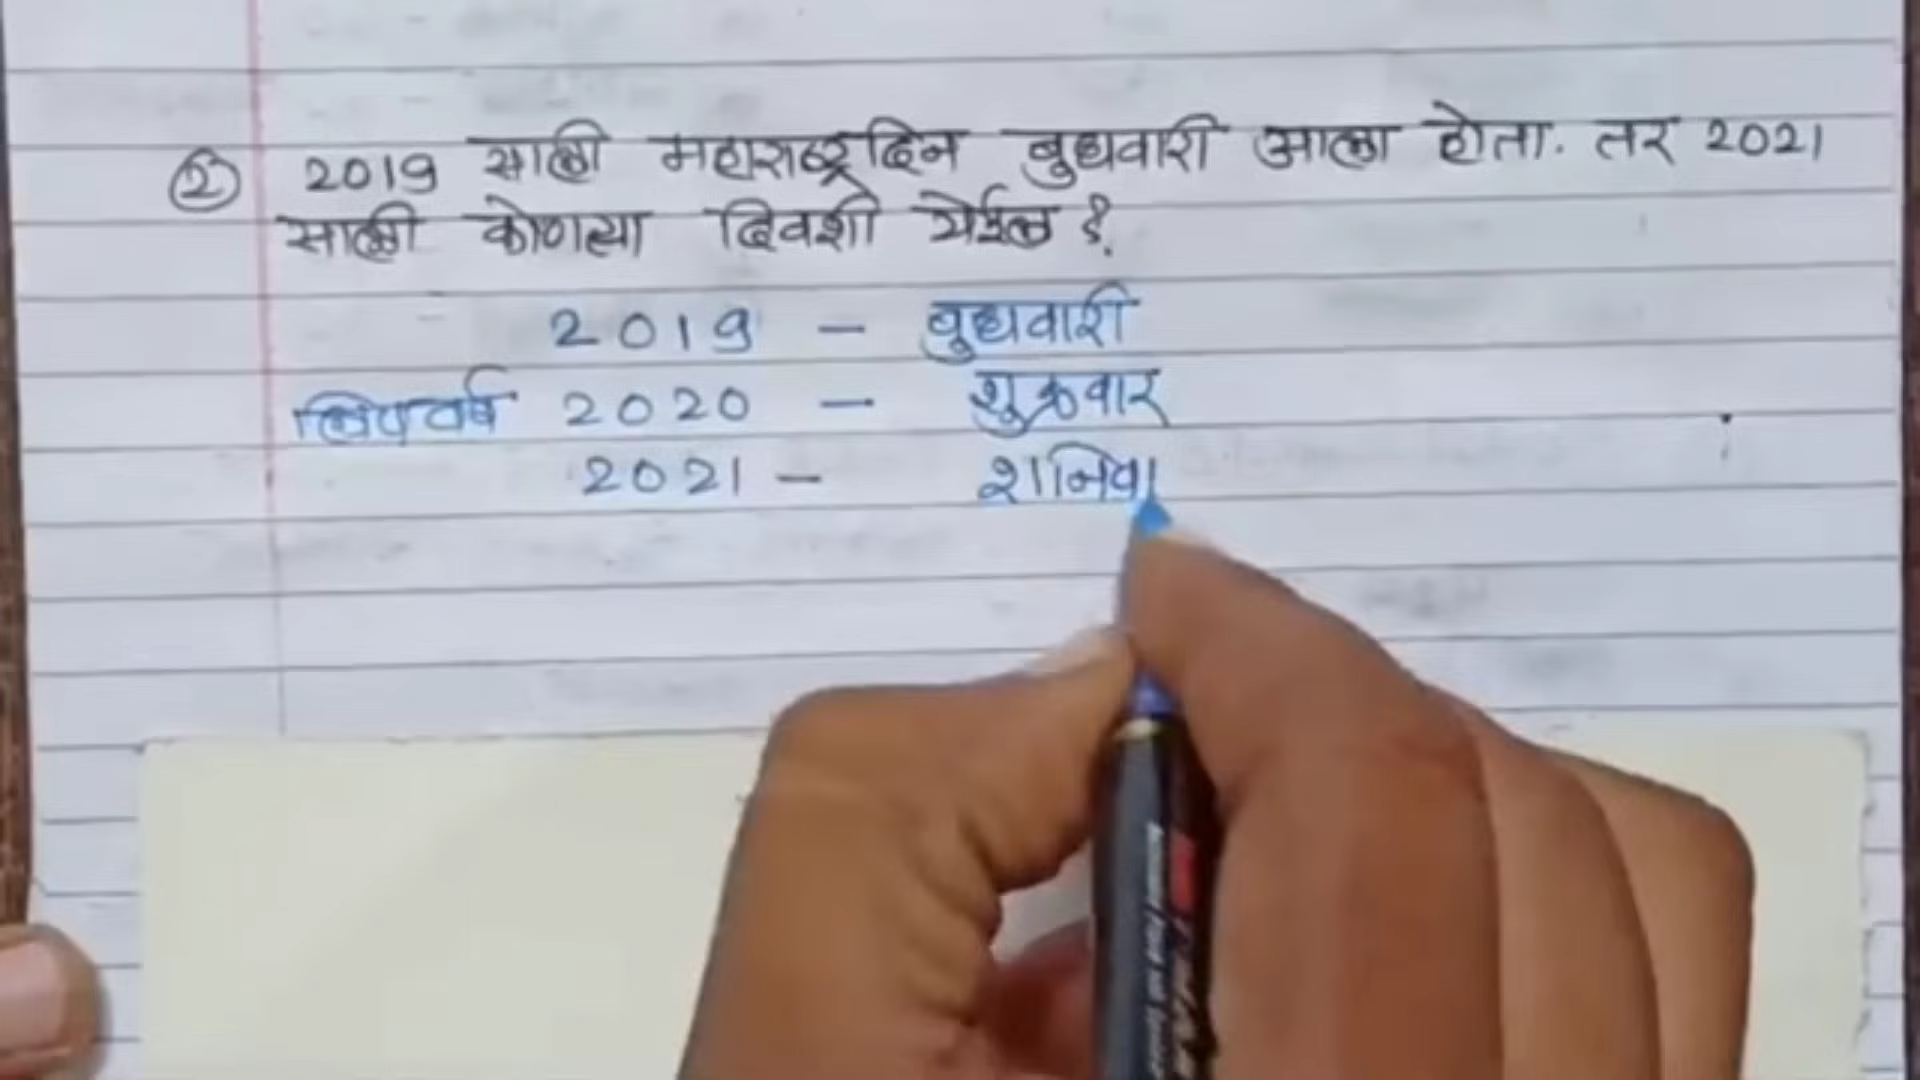 ② 2019 साली महाराष्ट्रदिन बुधवारी आला होता. तर 2021
साली कोणत्या दिवशी येईल ?
2019 - बुधवारी
लिपवर्ष 2020 - शुक्रवार
2021 - शनिवा